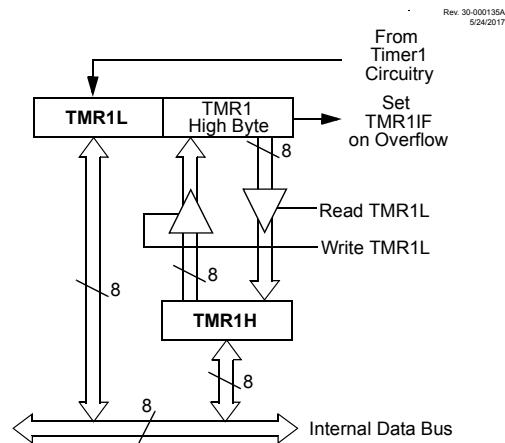 Rev. 30-000135A
5/24/2017
From
Timer1
Circuitry
TMR1L
TMR1
High Byte
Set
TMR1IF
on Overflow
8
Read TMR1L
Write TMR1L
8
8
TMR1H
8
8
Internal Data Bus